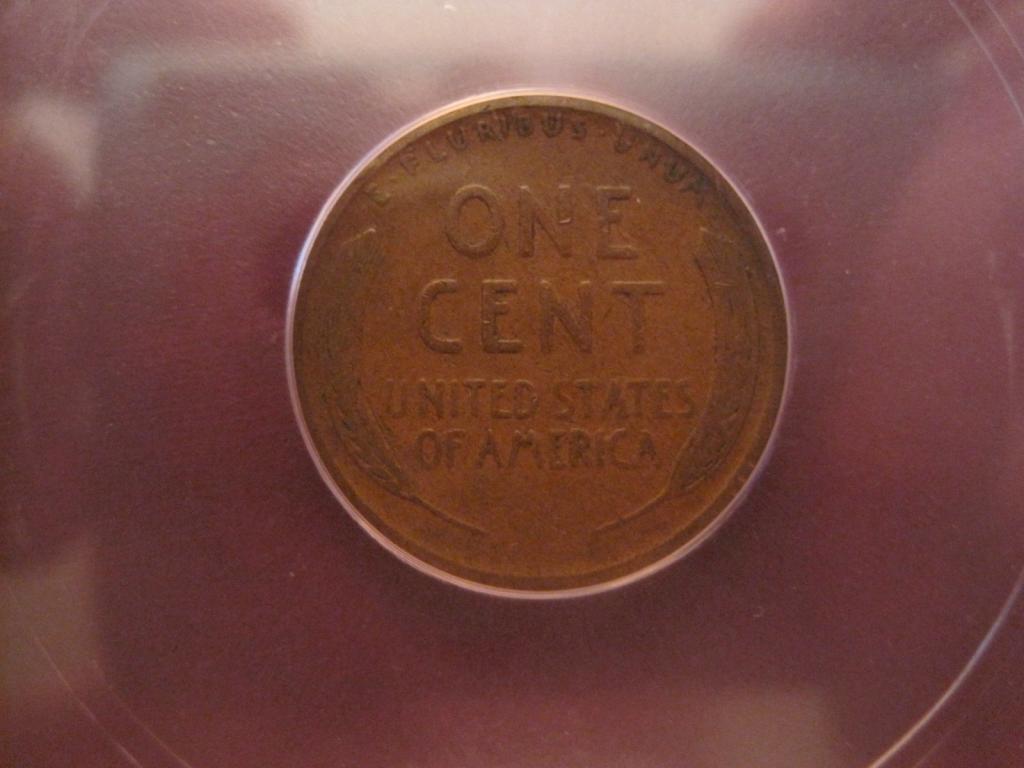 E·PLURIBUS·UNUM
ONE
CENT
UNITED STATES
OF AMERICA